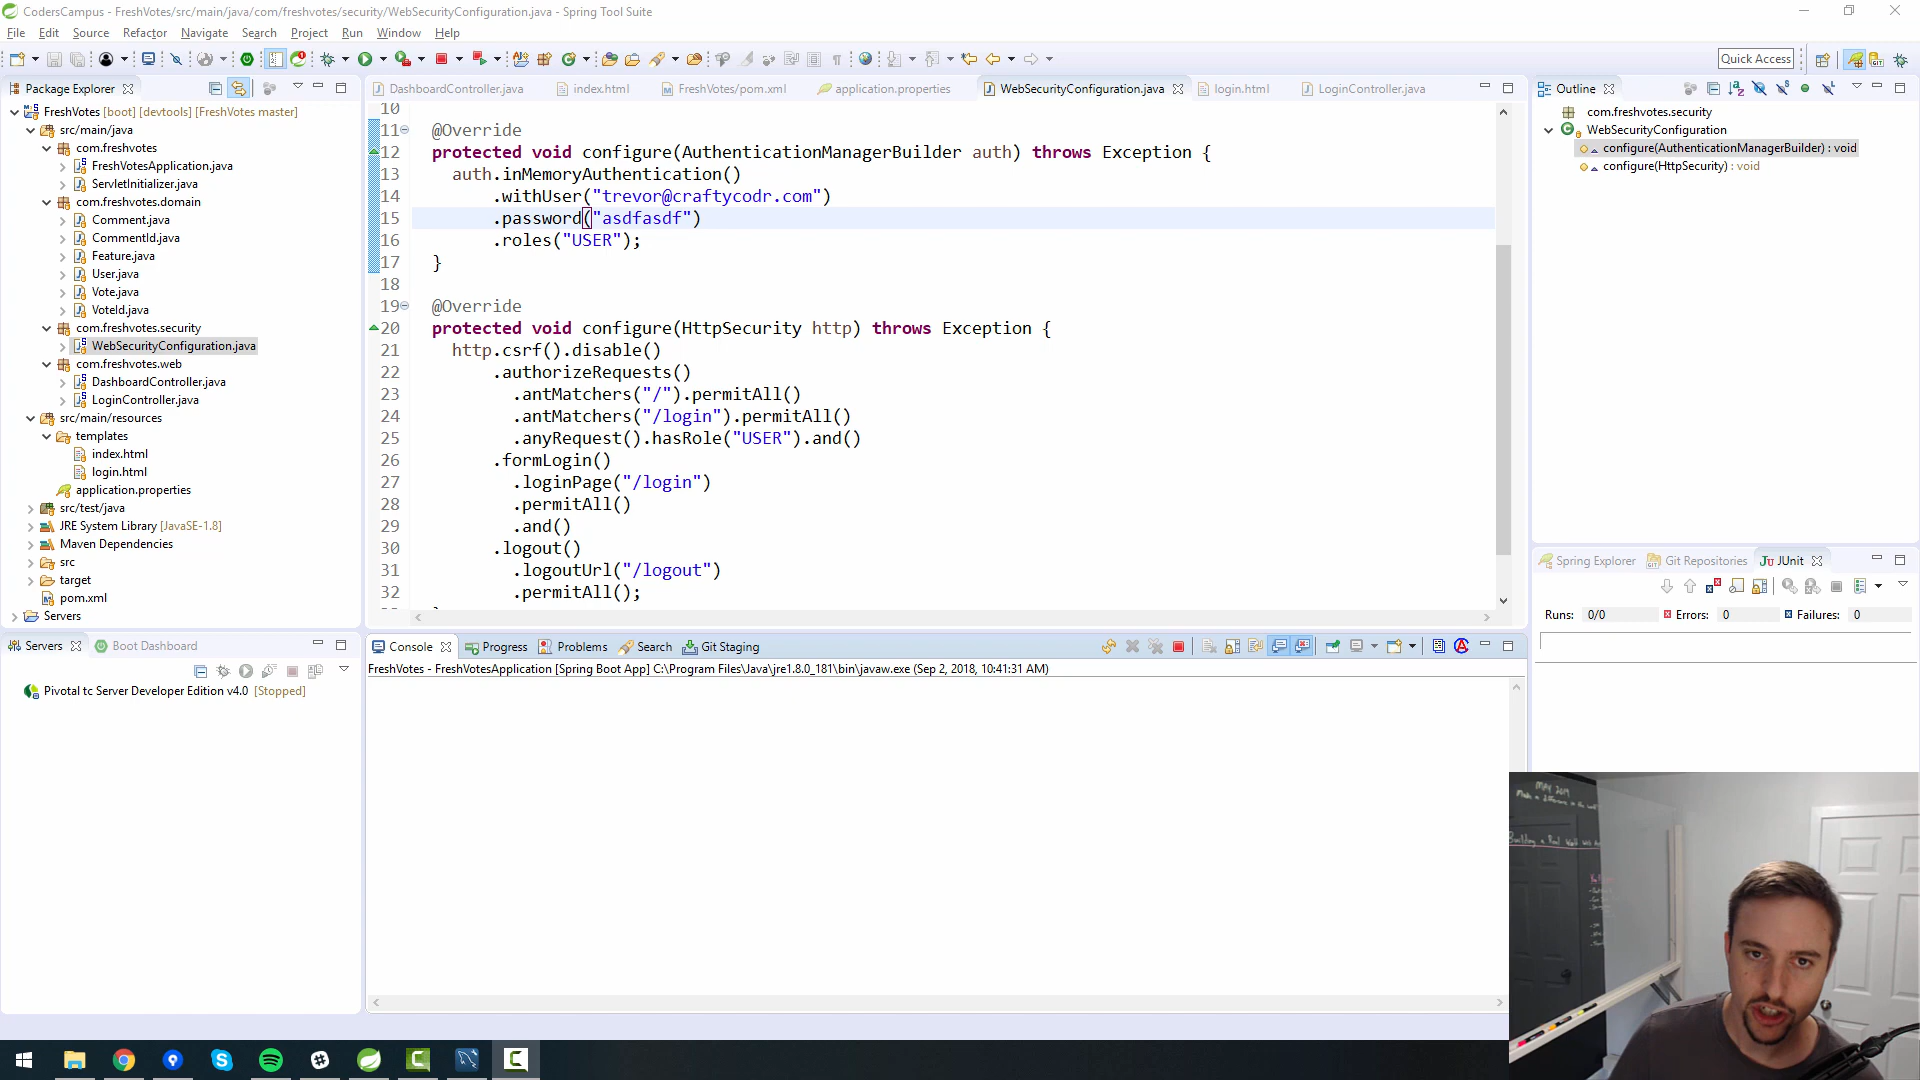 CodersCampus - FreshVotes/src/main/java/com/freshvotes/security/WebSecurityConfiguration.java - Spring Tool Suite
File Edit Source Refactor Navigate Search Project Run Window Help
Quick Access
Package Explorer
FreshVotes [boot] [devtools] [FreshVotes master]
src/main/java
com.freshvotes
FreshVotesApplication.java
ServletInitializer.java
com.freshvotes.domain
Comment.java
CommentId.java
Feature.java
User.java
Vote.java
VoteId.java
com.freshvotes.security
WebSecurityConfiguration.java
com.freshvotes.web
DashboardController.java
LoginController.java
src/main/resources
templates
index.html
login.html
application.properties
src/test/java
JRE System Library [JavaSE-1.8]
Maven Dependencies
src
target
pom.xml
Servers
DashboardController.java index.html FreshVotes/pom.xml application.properties WebSecurityConfiguration.java login.html LoginController.java
10
11 @Override
12 protected void configure(AuthenticationManagerBuilder auth) throws Exception {
13 auth.inMemoryAuthentication()
14 .withUser("trevor@craftycodr.com")
15 .password("asdfasdf")
16 .roles("USER");
17 }
18
19 @Override
20 protected void configure(HttpSecurity http) throws Exception {
21 http.csrf().disable()
22 .authorizeRequests()
23 .antMatchers("/").permitAll()
24 .antMatchers("/login").permitAll()
25 .anyRequest().hasRole("USER").and()
26 .formLogin()
27 .loginPage("/login")
28 .permitAll()
29 .and()
30 .logout()
31 .logoutUrl("/logout")
32 .permitAll();
Outline
com.freshvotes.security
WebSecurityConfiguration
configure(AuthenticationManagerBuilder) : void
configure(HttpSecurity) : void
Spring Explorer Git Repositories JUnit
Runs: 0/0 Errors: 0 Failures: 0
Servers Boot Dashboard
Pivotal tc Server Developer Edition v4.0 [Stopped]
Console Progress Problems Search Git Staging
FreshVotes - FreshVotesApplication [Spring Boot App] C:\Program Files\Java\jre1.8.0_181\bin\javaw.exe (Sep 2, 2018, 10:41:31 AM)
MAY 2019